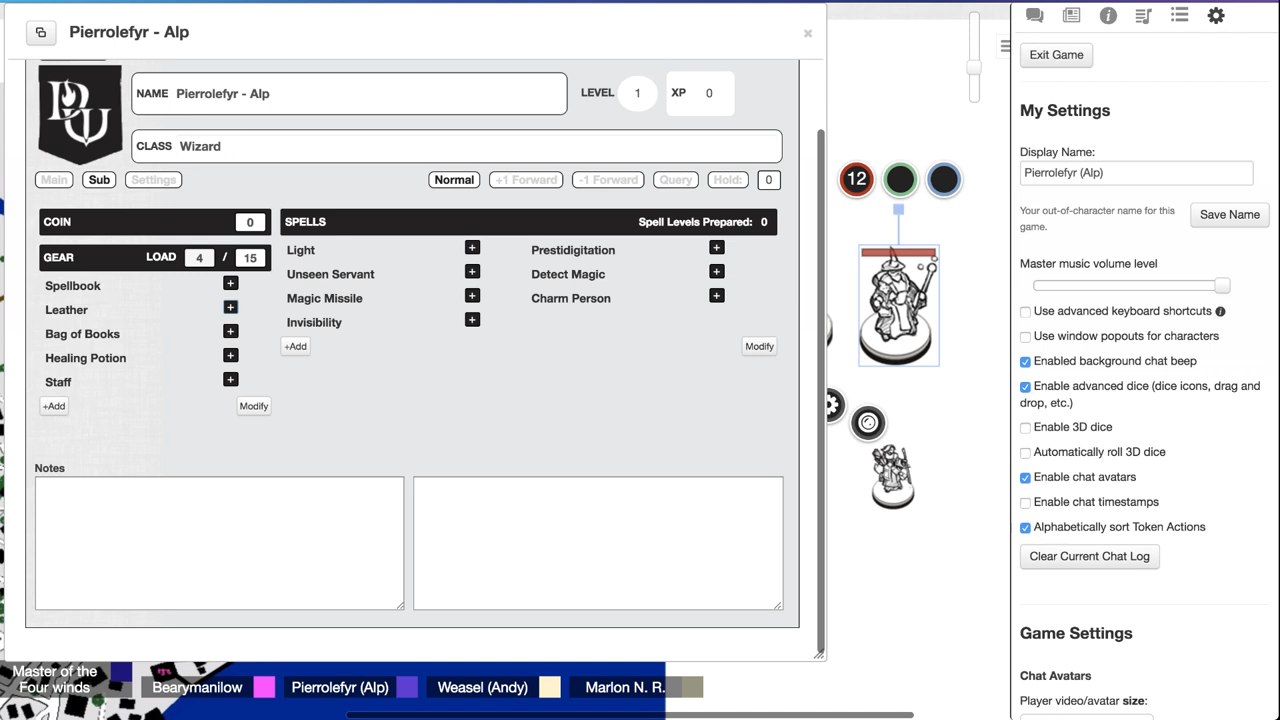 Pierrolefyr - Alp
×
DW
NAME Pierrolefyr - Alp
LEVEL 1 XP 0
CLASS Wizard
Main Sub Settings Normal +1 Forward -1 Forward Query Hold: 0
COIN 0
GEAR LOAD 4 / 15
Spellbook +
Leather +
Bag of Books +
Healing Potion +
Staff +
+Add Modify
SPELLS Spell Levels Prepared: 0
Light + Prestidigitation +
Unseen Servant + Detect Magic +
Magic Missile + Charm Person +
Invisibility +
+Add Modify
Notes
12
Master of the
Four winds
Bearymanilow Pierrolefyr (Alp) Weasel (Andy) Marlon N. R.
Exit Game
My Settings
Display Name:
Pierrolefyr (Alp)
Your out-of-character name for this
game.
Save Name
Master music volume level
Use advanced keyboard shortcuts
Use window popouts for characters
Enabled background chat beep
Enable advanced dice (dice icons, drag and
drop, etc.)
Enable 3D dice
Automatically roll 3D dice
Enable chat avatars
Enable chat timestamps
Alphabetically sort Token Actions
Clear Current Chat Log
Game Settings
Chat Avatars
Player video/avatar size: